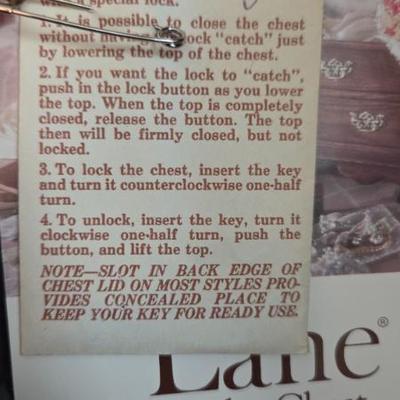 with a special lock.
1. It is possible to close the chest
without having lock "catch" just
by lowering the top of the chest.
2. If you want the lock to "catch",
push in the lock button as you lower
the top. When the top is completely
closed, release the button. The top
then will be firmly closed, but not
locked.
3. To lock the chest, insert the key
and turn it counterclockwise one-half
turn.
4. To unlock, insert the key, turn it
clockwise one-half turn, push the
button, and lift the top.
NOTE—SLOT IN BACK EDGE OF
CHEST LID ON MOST STYLES PRO-
VIDES CONCEALED PLACE TO
KEEP YOUR KEY FOR READY USE.
Lane®
Chest